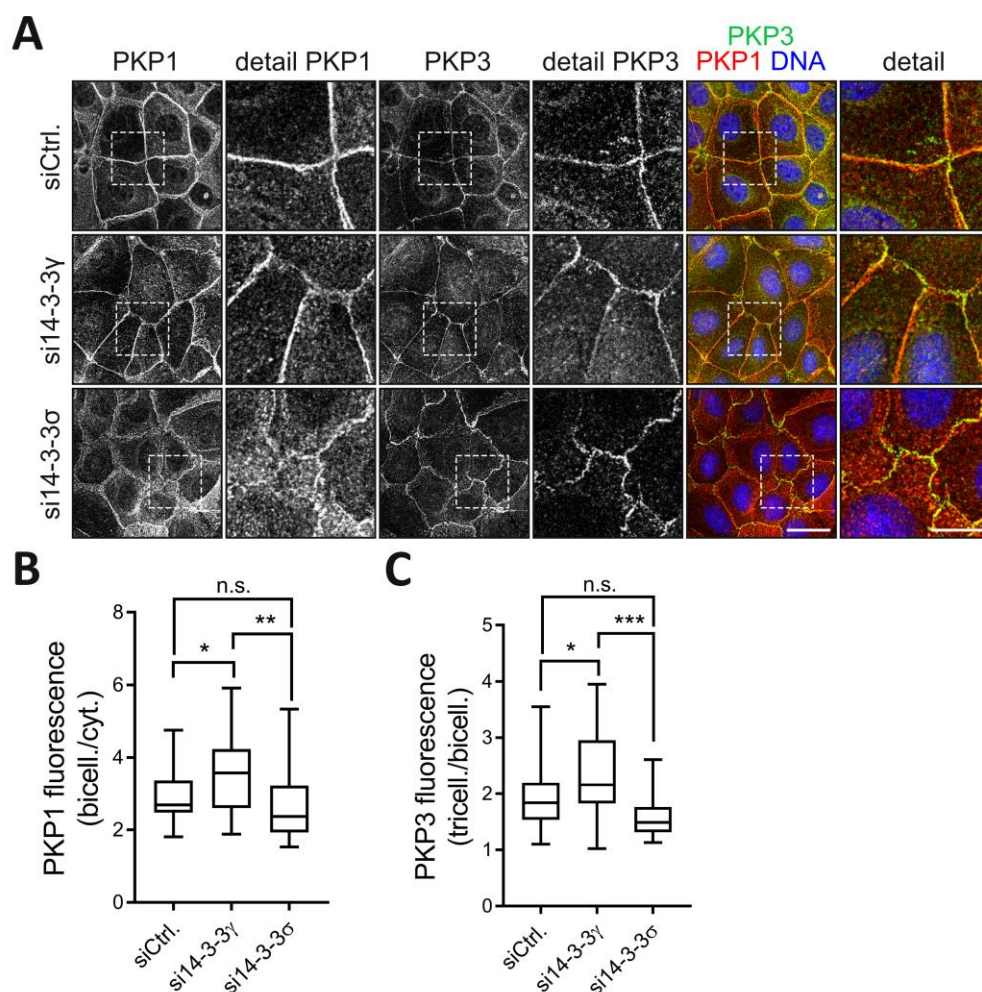 A
PKP1 detail PKP1 PKP3 detail PKP3 PKP3 PKP1 DNA detail
siCtrl.
si14-3-3γ
si14-3-3σ
B
PKP1 fluorescence
(bicell./cyt.)
8
6
4
2
0
n.s.
*
**
siCtrl.
si14-3-3γ
si14-3-3σ
C
PKP3 fluorescence
(tricell./bicell.)
5
4
3
2
1
0
n.s.
*
***
siCtrl.
si14-3-3γ
si14-3-3σ